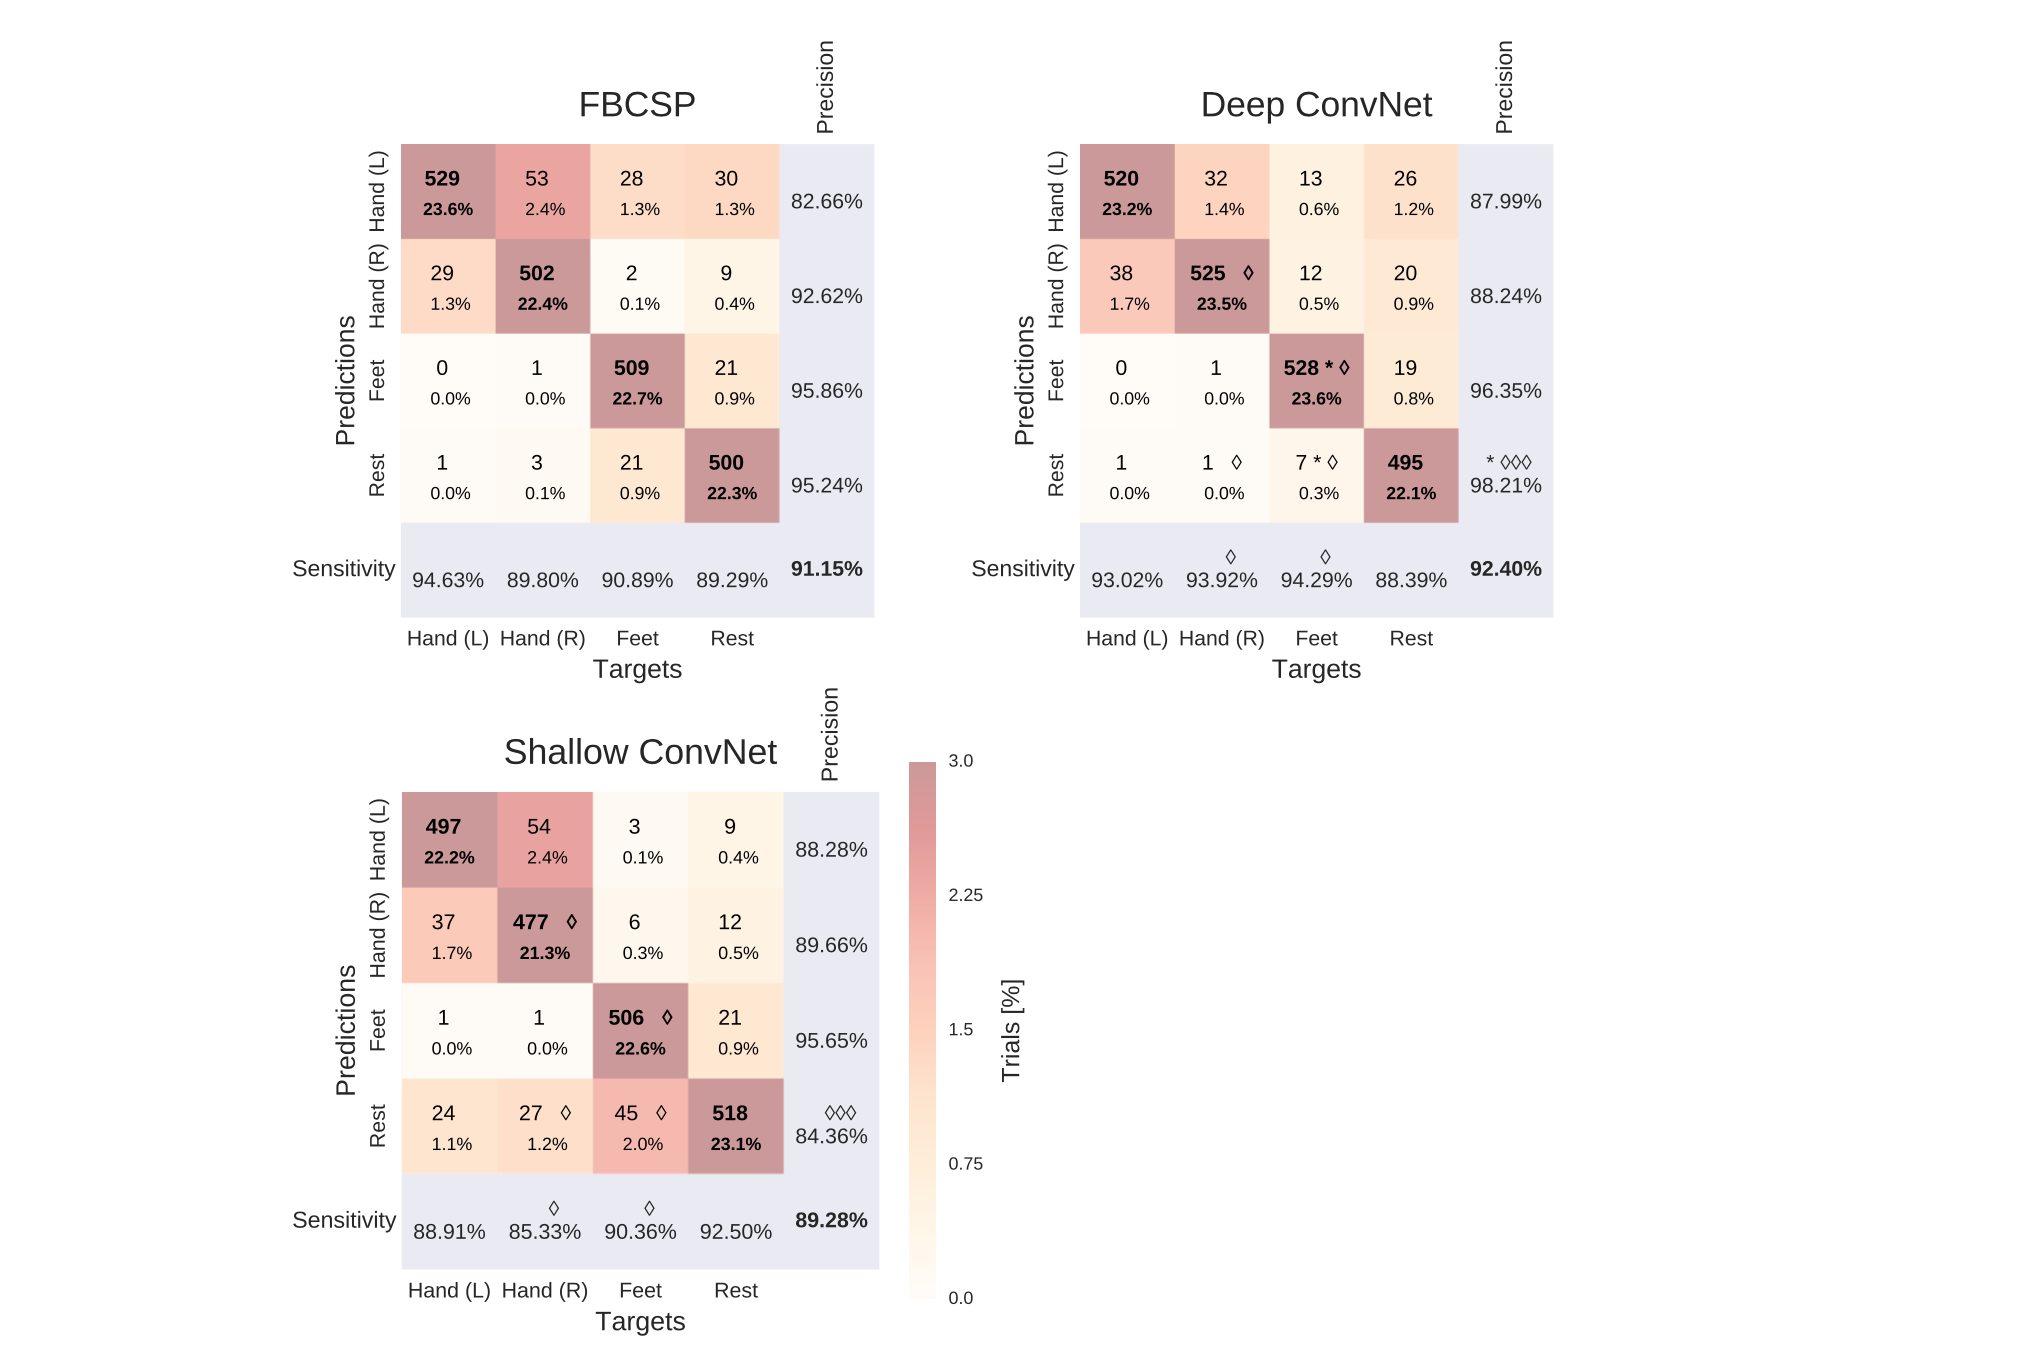 FBCSP
Precision
Hand (L)
529 53 28 30
23.6% 2.4% 1.3% 1.3%
82.66%
Hand (R)
29 502 2 9
1.3% 22.4% 0.1% 0.4%
92.62%
Predictions
Feet
0 1 509 21
0.0% 0.0% 22.7% 0.9%
95.86%
Rest
1 3 21 500
0.0% 0.1% 0.9% 22.3%
95.24%
Sensitivity
94.63% 89.80% 90.89% 89.29%
91.15%
Hand (L) Hand (R) Feet Rest
Targets
Deep ConvNet
Precision
Hand (L)
520 32 13 26
23.2% 1.4% 0.6% 1.2%
87.99%
Hand (R)
38 525 ◊ 12 20
1.7% 23.5% 0.5% 0.9%
88.24%
Predictions
Feet
0 1 528 * ◊ 19
0.0% 0.0% 23.6% 0.8%
96.35%
Rest
1 1 ◊ 7 * ◊ 495
0.0% 0.0% 0.3% 22.1%
* ◊◊◊
98.21%
Sensitivity
◊ ◊
93.02% 93.92% 94.29% 88.39%
92.40%
Hand (L) Hand (R) Feet Rest
Targets
Shallow ConvNet
Precision
Hand (L)
497 54 3 9
22.2% 2.4% 0.1% 0.4%
88.28%
Hand (R)
37 477 ◊ 6 12
1.7% 21.3% 0.3% 0.5%
89.66%
Predictions
Feet
1 1 506 ◊ 21
0.0% 0.0% 22.6% 0.9%
95.65%
Rest
24 27 ◊ 45 ◊ 518
1.1% 1.2% 2.0% 23.1%
◊◊◊
84.36%
Sensitivity
◊ ◊
88.91% 85.33% 90.36% 92.50%
89.28%
Hand (L) Hand (R) Feet Rest
Targets
3.0
2.25
1.5
0.75
0.0
Trials [%]